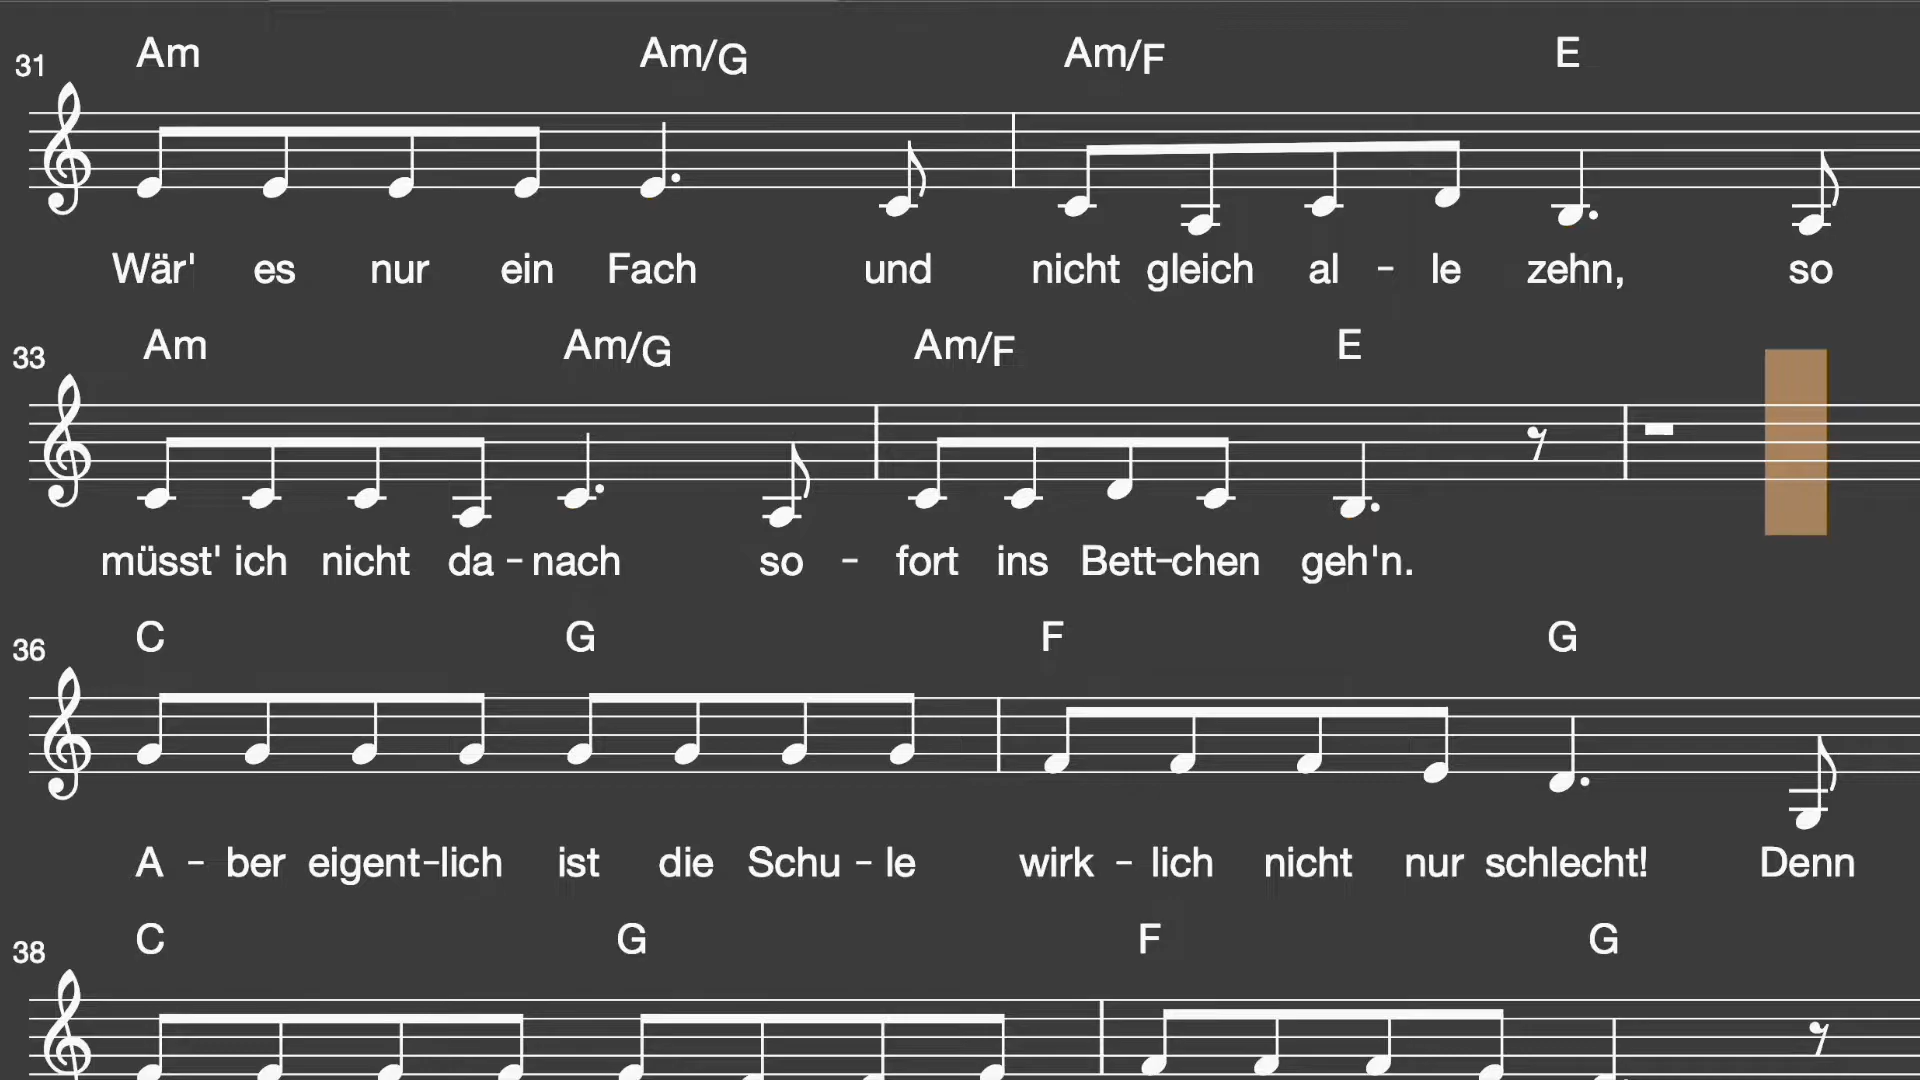 31 Am Am/G Am/F E
Wär' es nur ein Fach und nicht gleich al - le zehn, so
33 Am Am/G Am/F E
müsst' ich nicht da - nach so - fort ins Bett-chen geh'n.
36 C G F G
A - ber eigent-lich ist die Schu - le wirk - lich nicht nur schlecht! Denn
38 C G F G